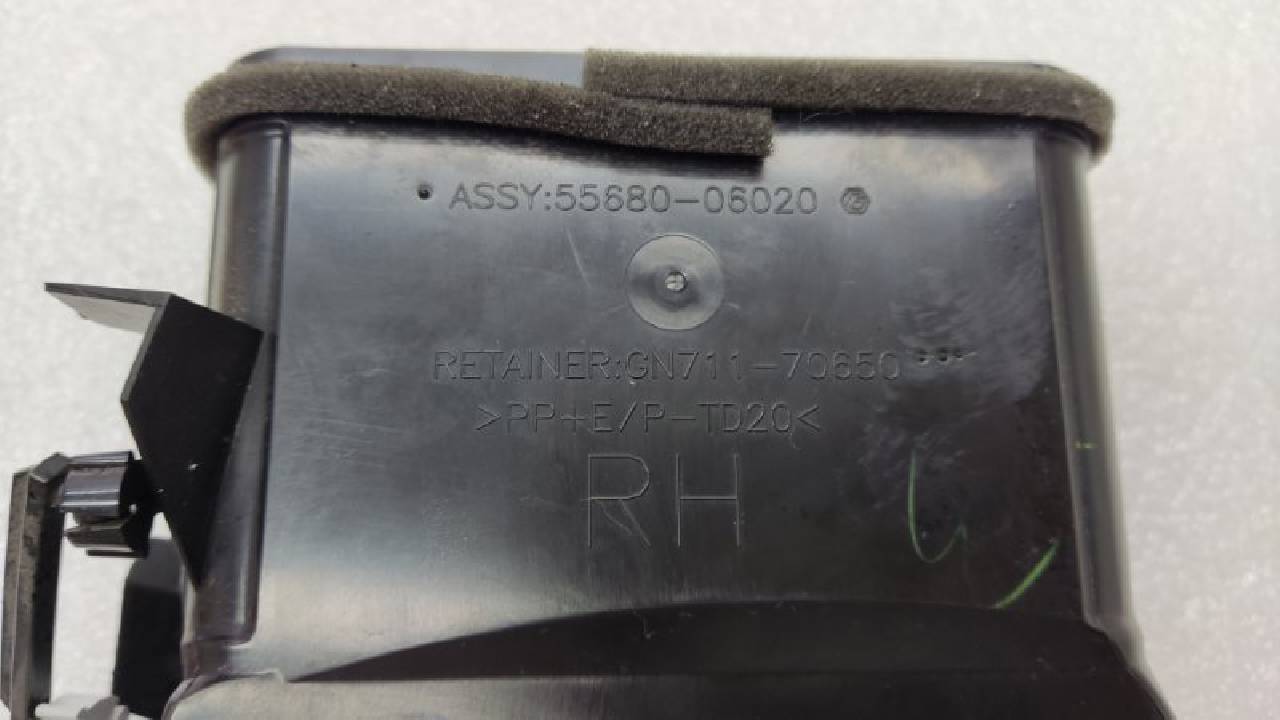 ASSY:55680-06020
RETAINER:GN711-70650
>PP+E/P-TD20<
RH